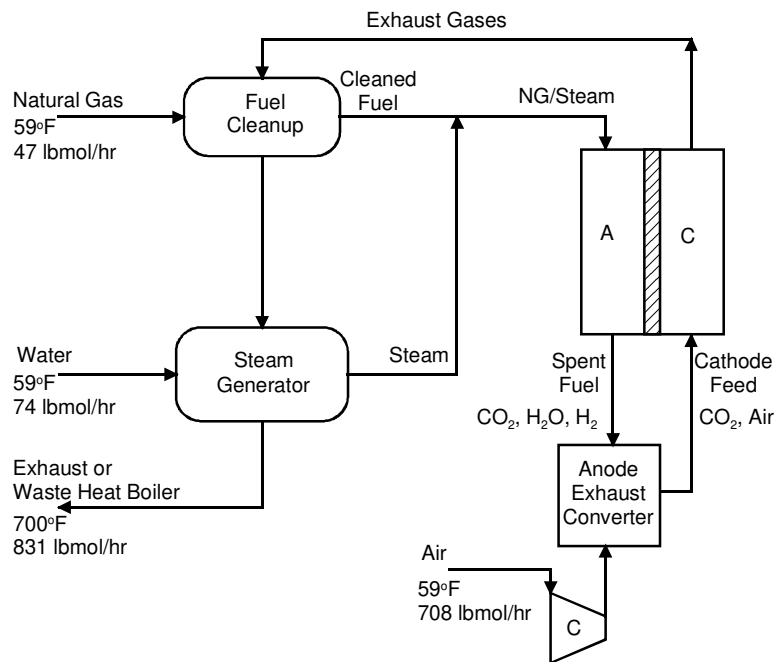 Exhaust Gases
Natural Gas
59°F
47 lbmol/hr
Fuel
Cleanup
Cleaned
Fuel
NG/Steam
A
C
Water
59°F
74 lbmol/hr
Steam
Generator
Steam
Spent
Fuel
CO₂, H₂O, H₂
Cathode
Feed
CO₂, Air
Exhaust or
Waste Heat Boiler
700°F
831 lbmol/hr
Anode
Exhaust
Converter
Air
59°F
708 lbmol/hr
C